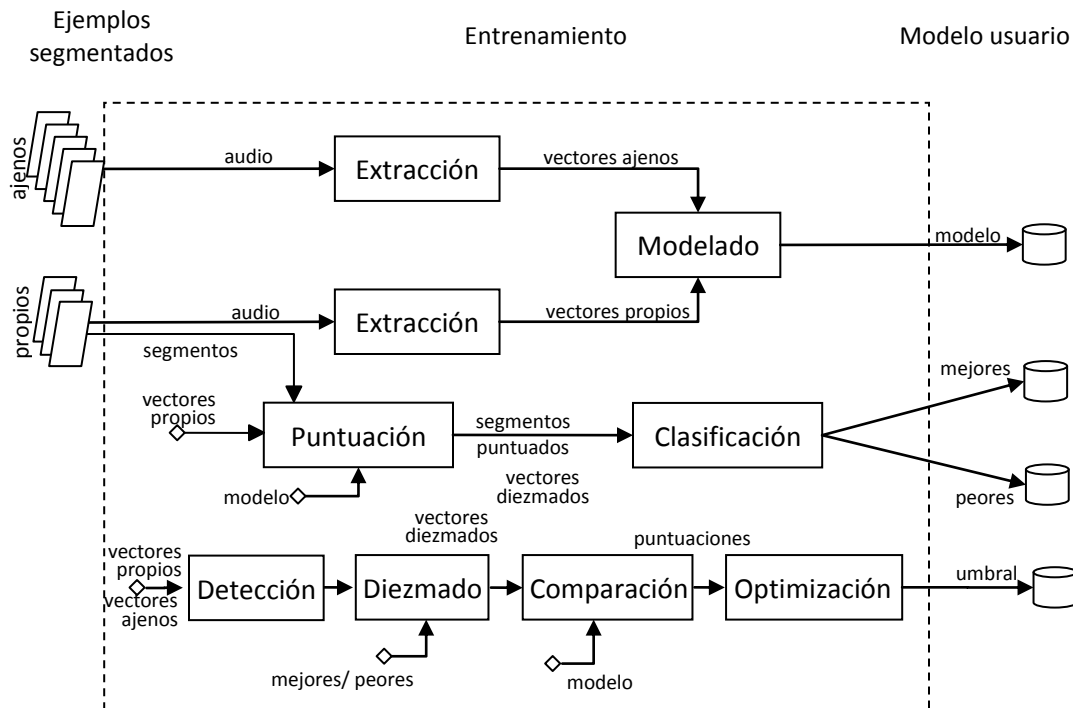 Ejemplos
segmentados
Entrenamiento
Modelo usuario
ajenos
audio
Extracción
vectores ajenos
Modelado
modelo
propios
audio
Extracción
vectores propios
segmentos
mejores
vectores
propios
Puntuación
segmentos
puntuados
Clasificación
modelo
vectores
diezmados
peores
vectores
diezmados
puntuaciones
vectores
propios
vectores
ajenos
Detección
Diezmado
Comparación
Optimización
umbral
mejores/ peores
modelo